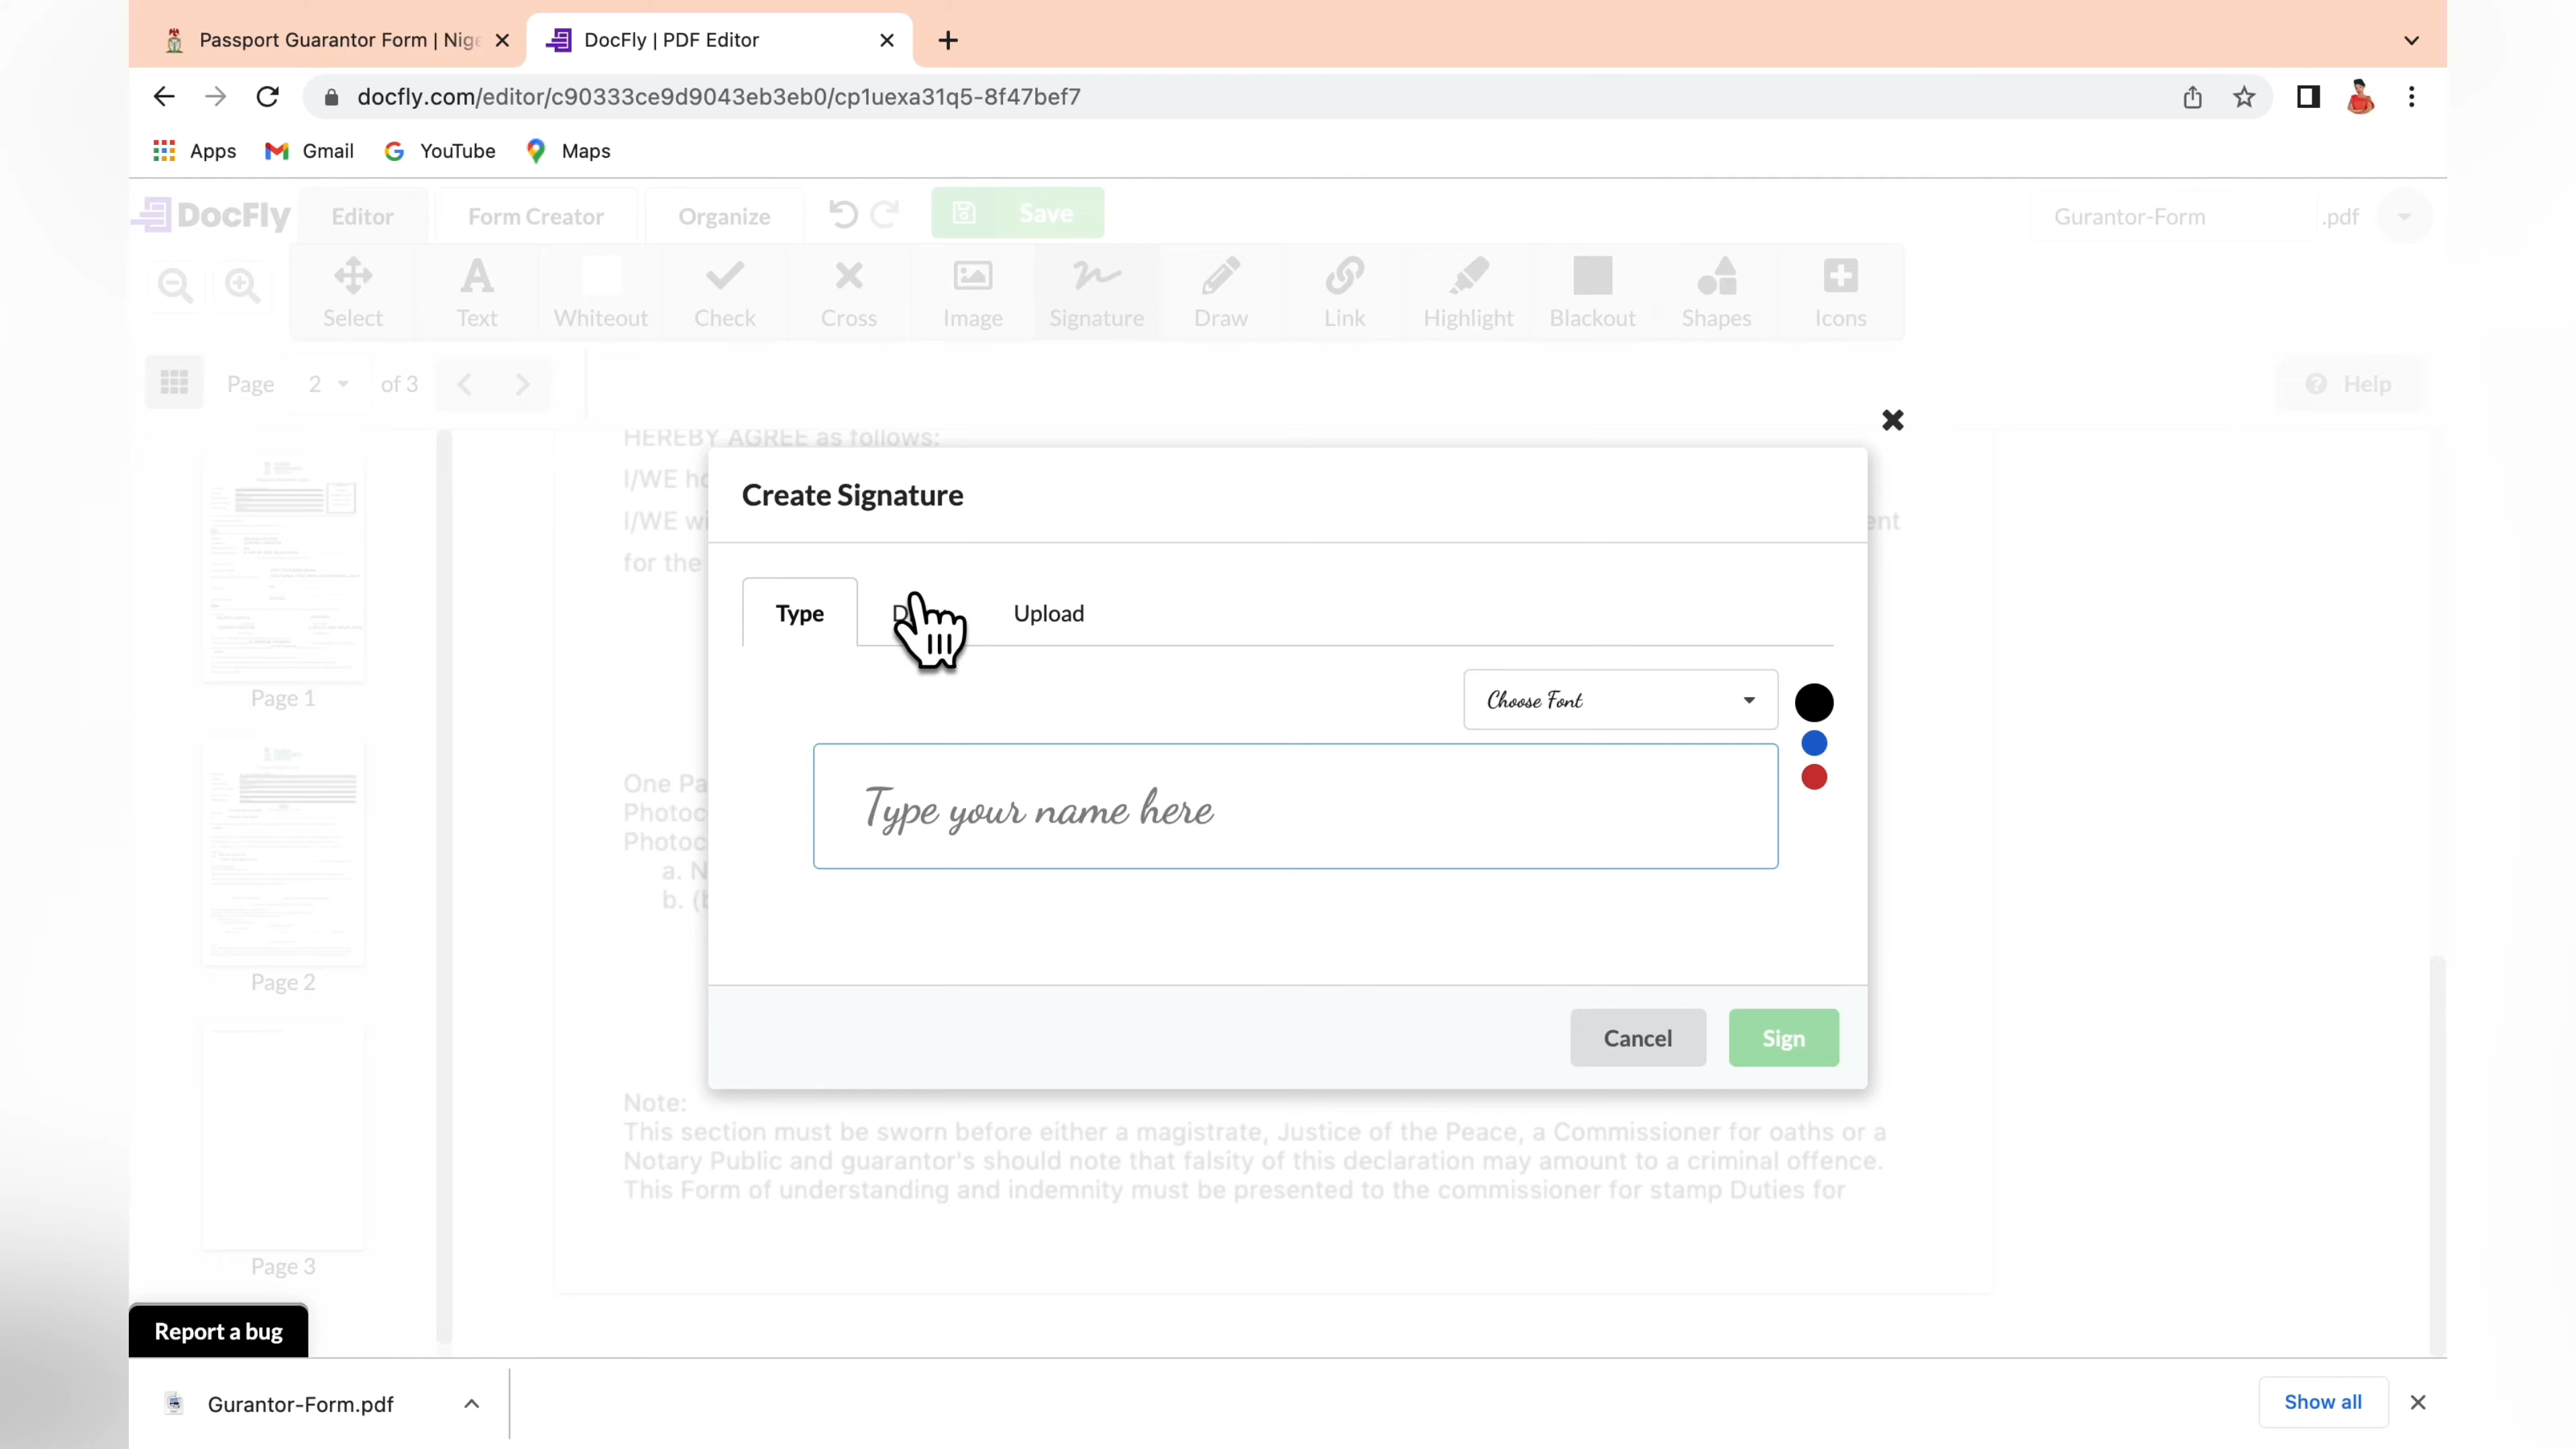 Passport Guarantor Form | Nige
DocFly | PDF Editor
docfly.com/editor/c90333ce9d9043eb3eb0/cp1uexa31q5-8f47bef7
Apps
Gmail
YouTube
Maps
DocFly
Editor
Form Creator
Organize
Save
Gurantor-Form
.pdf
Select
Text
Whiteout
Check
Cross
Image
Signature
Draw
Link
Highlight
Blackout
Shapes
Icons
Page
2
of 3
Help
HEREBY AGREE as follows:
I/WE
I/WE
for the
Create Signature
Type
Upload
Choose Font
Type your name here
One
a.
b.
Cancel
Sign
Note:
This section must be sworn before either a magistrate, Justice of the Peace, a Commissioner for oaths or a
Notary Public and guarantor's should note that falsity of this declaration may amount to a criminal offence.
This Form of understanding and indemnity must be presented to the commissioner for stamp Duties for
Page 1
Page 2
Page 3
Report a bug
Gurantor-Form.pdf
Show all